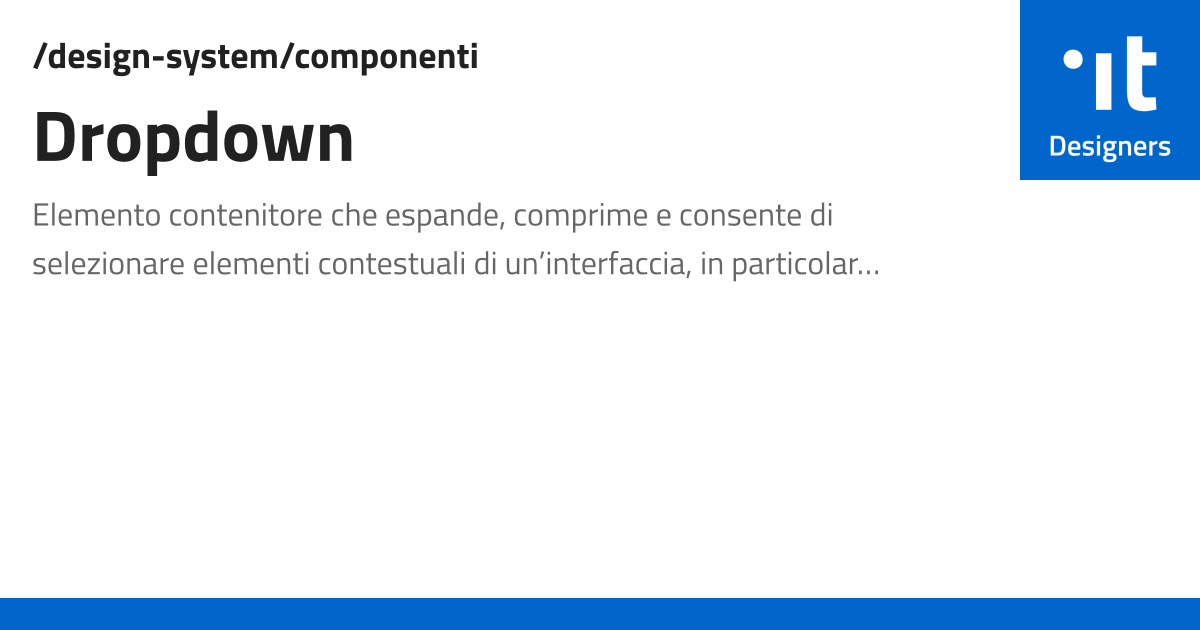 /design-system/componenti
Dropdown
Elemento contenitore che espande, comprime e consente di
selezionare elementi contestuali di un’interfaccia, in particolar…
it
Designers